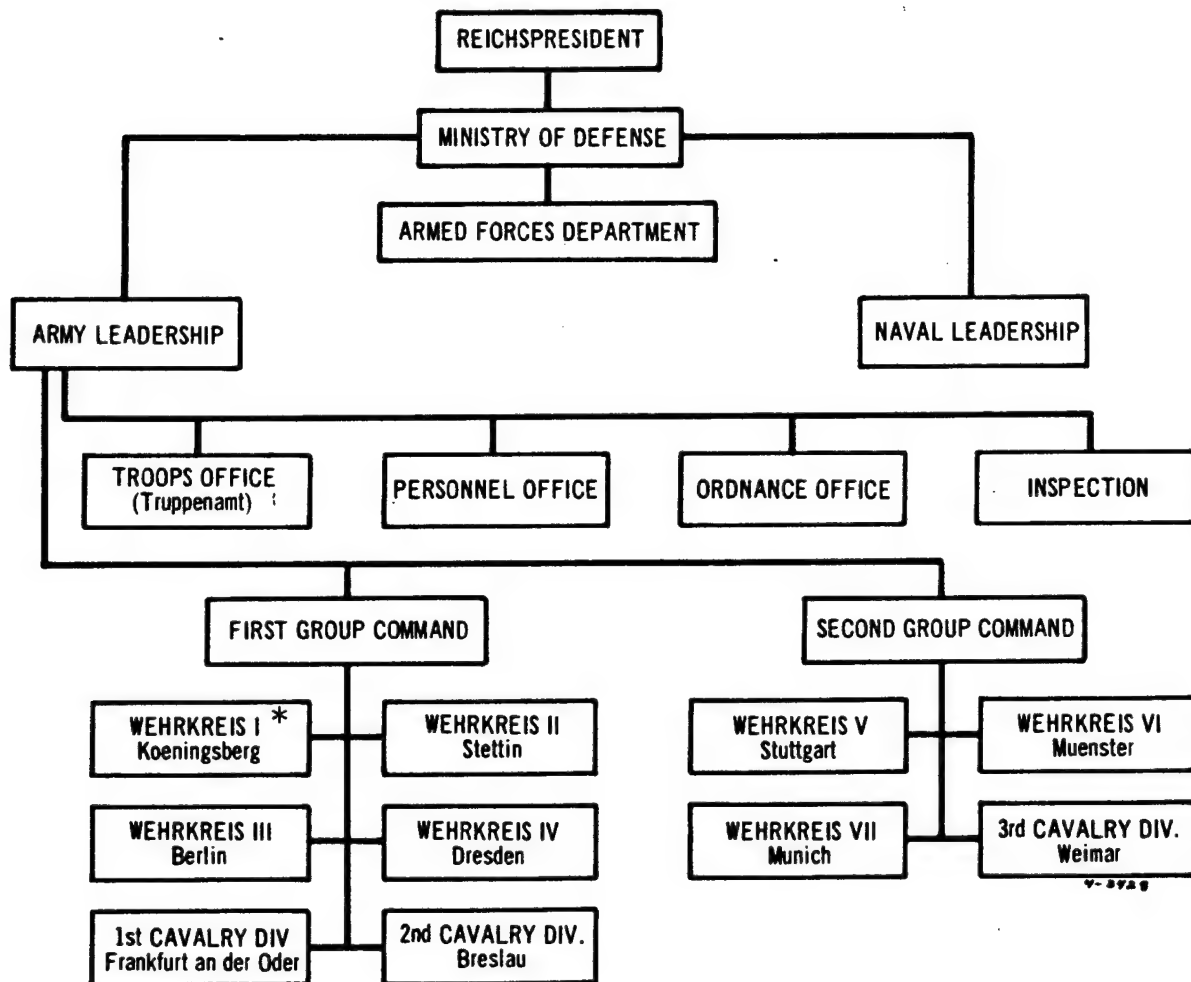 REICHSPRESIDENT
MINISTRY OF DEFENSE
ARMED FORCES DEPARTMENT
ARMY LEADERSHIP
NAVAL LEADERSHIP
TROOPS OFFICE
(Truppenamt)
PERSONNEL OFFICE
ORDNANCE OFFICE
INSPECTION
FIRST GROUP COMMAND
SECOND GROUP COMMAND
WEHRKREIS I *
Koeningsberg
WEHRKREIS II
Stettin
WEHRKREIS V
Stuttgart
WEHRKREIS VI
Muenster
WEHRKREIS III
Berlin
WEHRKREIS IV
Dresden
WEHRKREIS VII
Munich
3rd CAVALRY DIV.
Weimar
1st CAVALRY DIV
Frankfurt an der Oder
2nd CAVALRY DIV.
Breslau